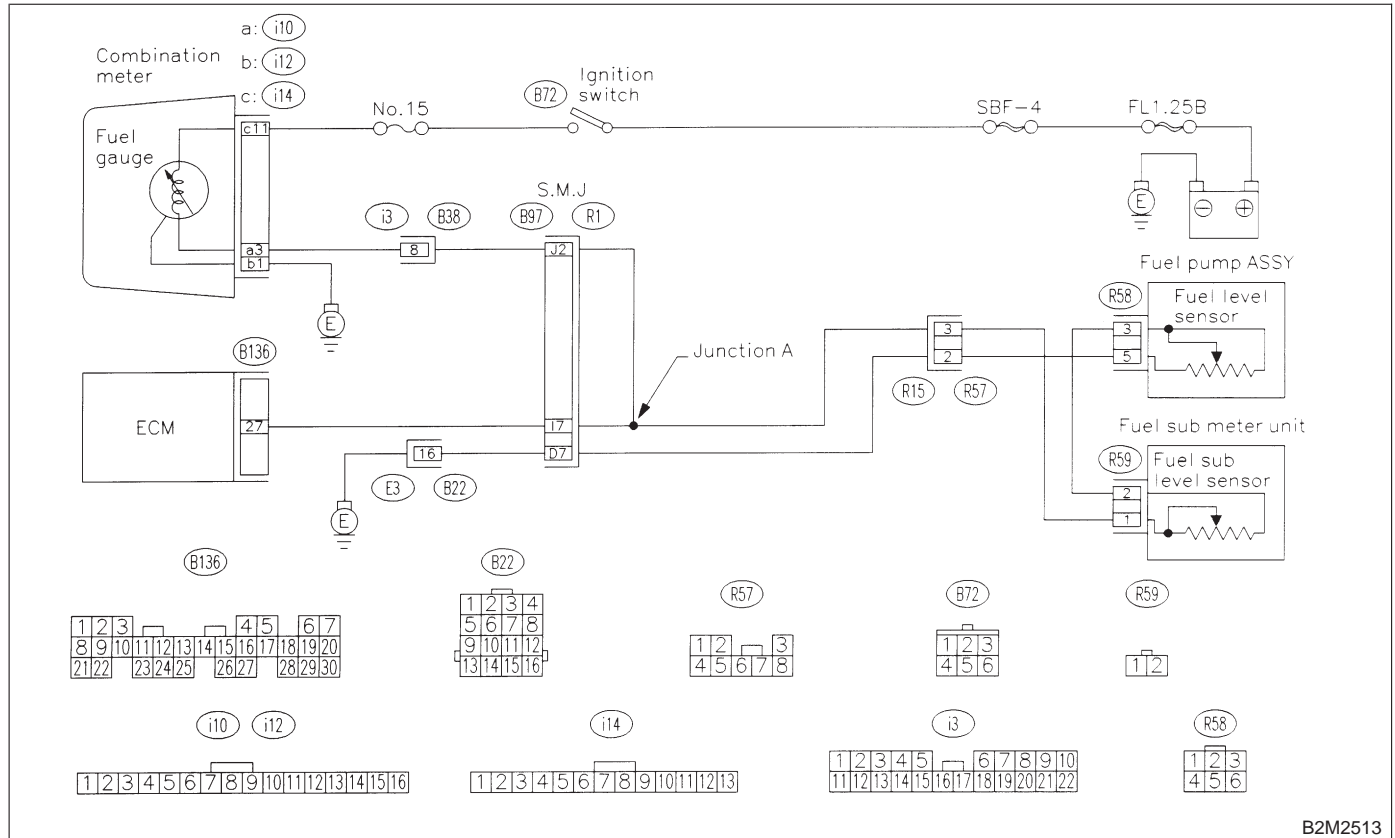 a: i10
Combination
meter
b: i12
c: i14
Fuel
gauge
c11
No.15
B72
Ignition
switch
SBF-4
FL1.25B
E
⊖ ⊕
S.M.J
i3 B38 B97 R1
a3
b1
8
J2
E
Fuel pump ASSY
R58
Fuel level
sensor
3
5
B136
ECM
27
I7
Junction A
3
2
R15 R57
16
D7
E3 B22
E
Fuel sub meter unit
R59
Fuel sub
level sensor
2
1
B136
1 2 3 4 5 6 7
8 9 10 11 12 13 14 15 16 17 18 19 20
21 22 23 24 25 26 27 28 29 30
B22
1 2 3 4
5 6 7 8
9 10 11 12
13 14 15 16
R57
1 2 3
4 5 6 7 8
B72
1 2 3
4 5 6
R59
1 2
i10 i12
1 2 3 4 5 6 7 8 9 10 11 12 13 14 15 16
i14
1 2 3 4 5 6 7 8 9 10 11 12 13
i3
1 2 3 4 5 6 7 8 9 10
11 12 13 14 15 16 17 18 19 20 21 22
R58
1 2 3
4 5 6
B2M2513